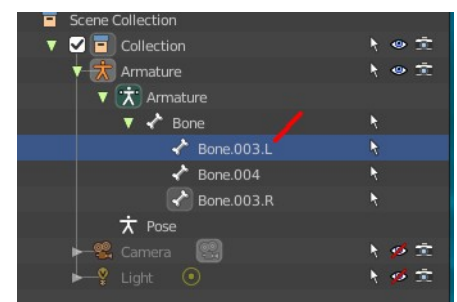 Scene Collection
Collection
Armature
Armature
Bone
Bone.003.L
Bone.004
Bone.003.R
Pose
Camera
Light